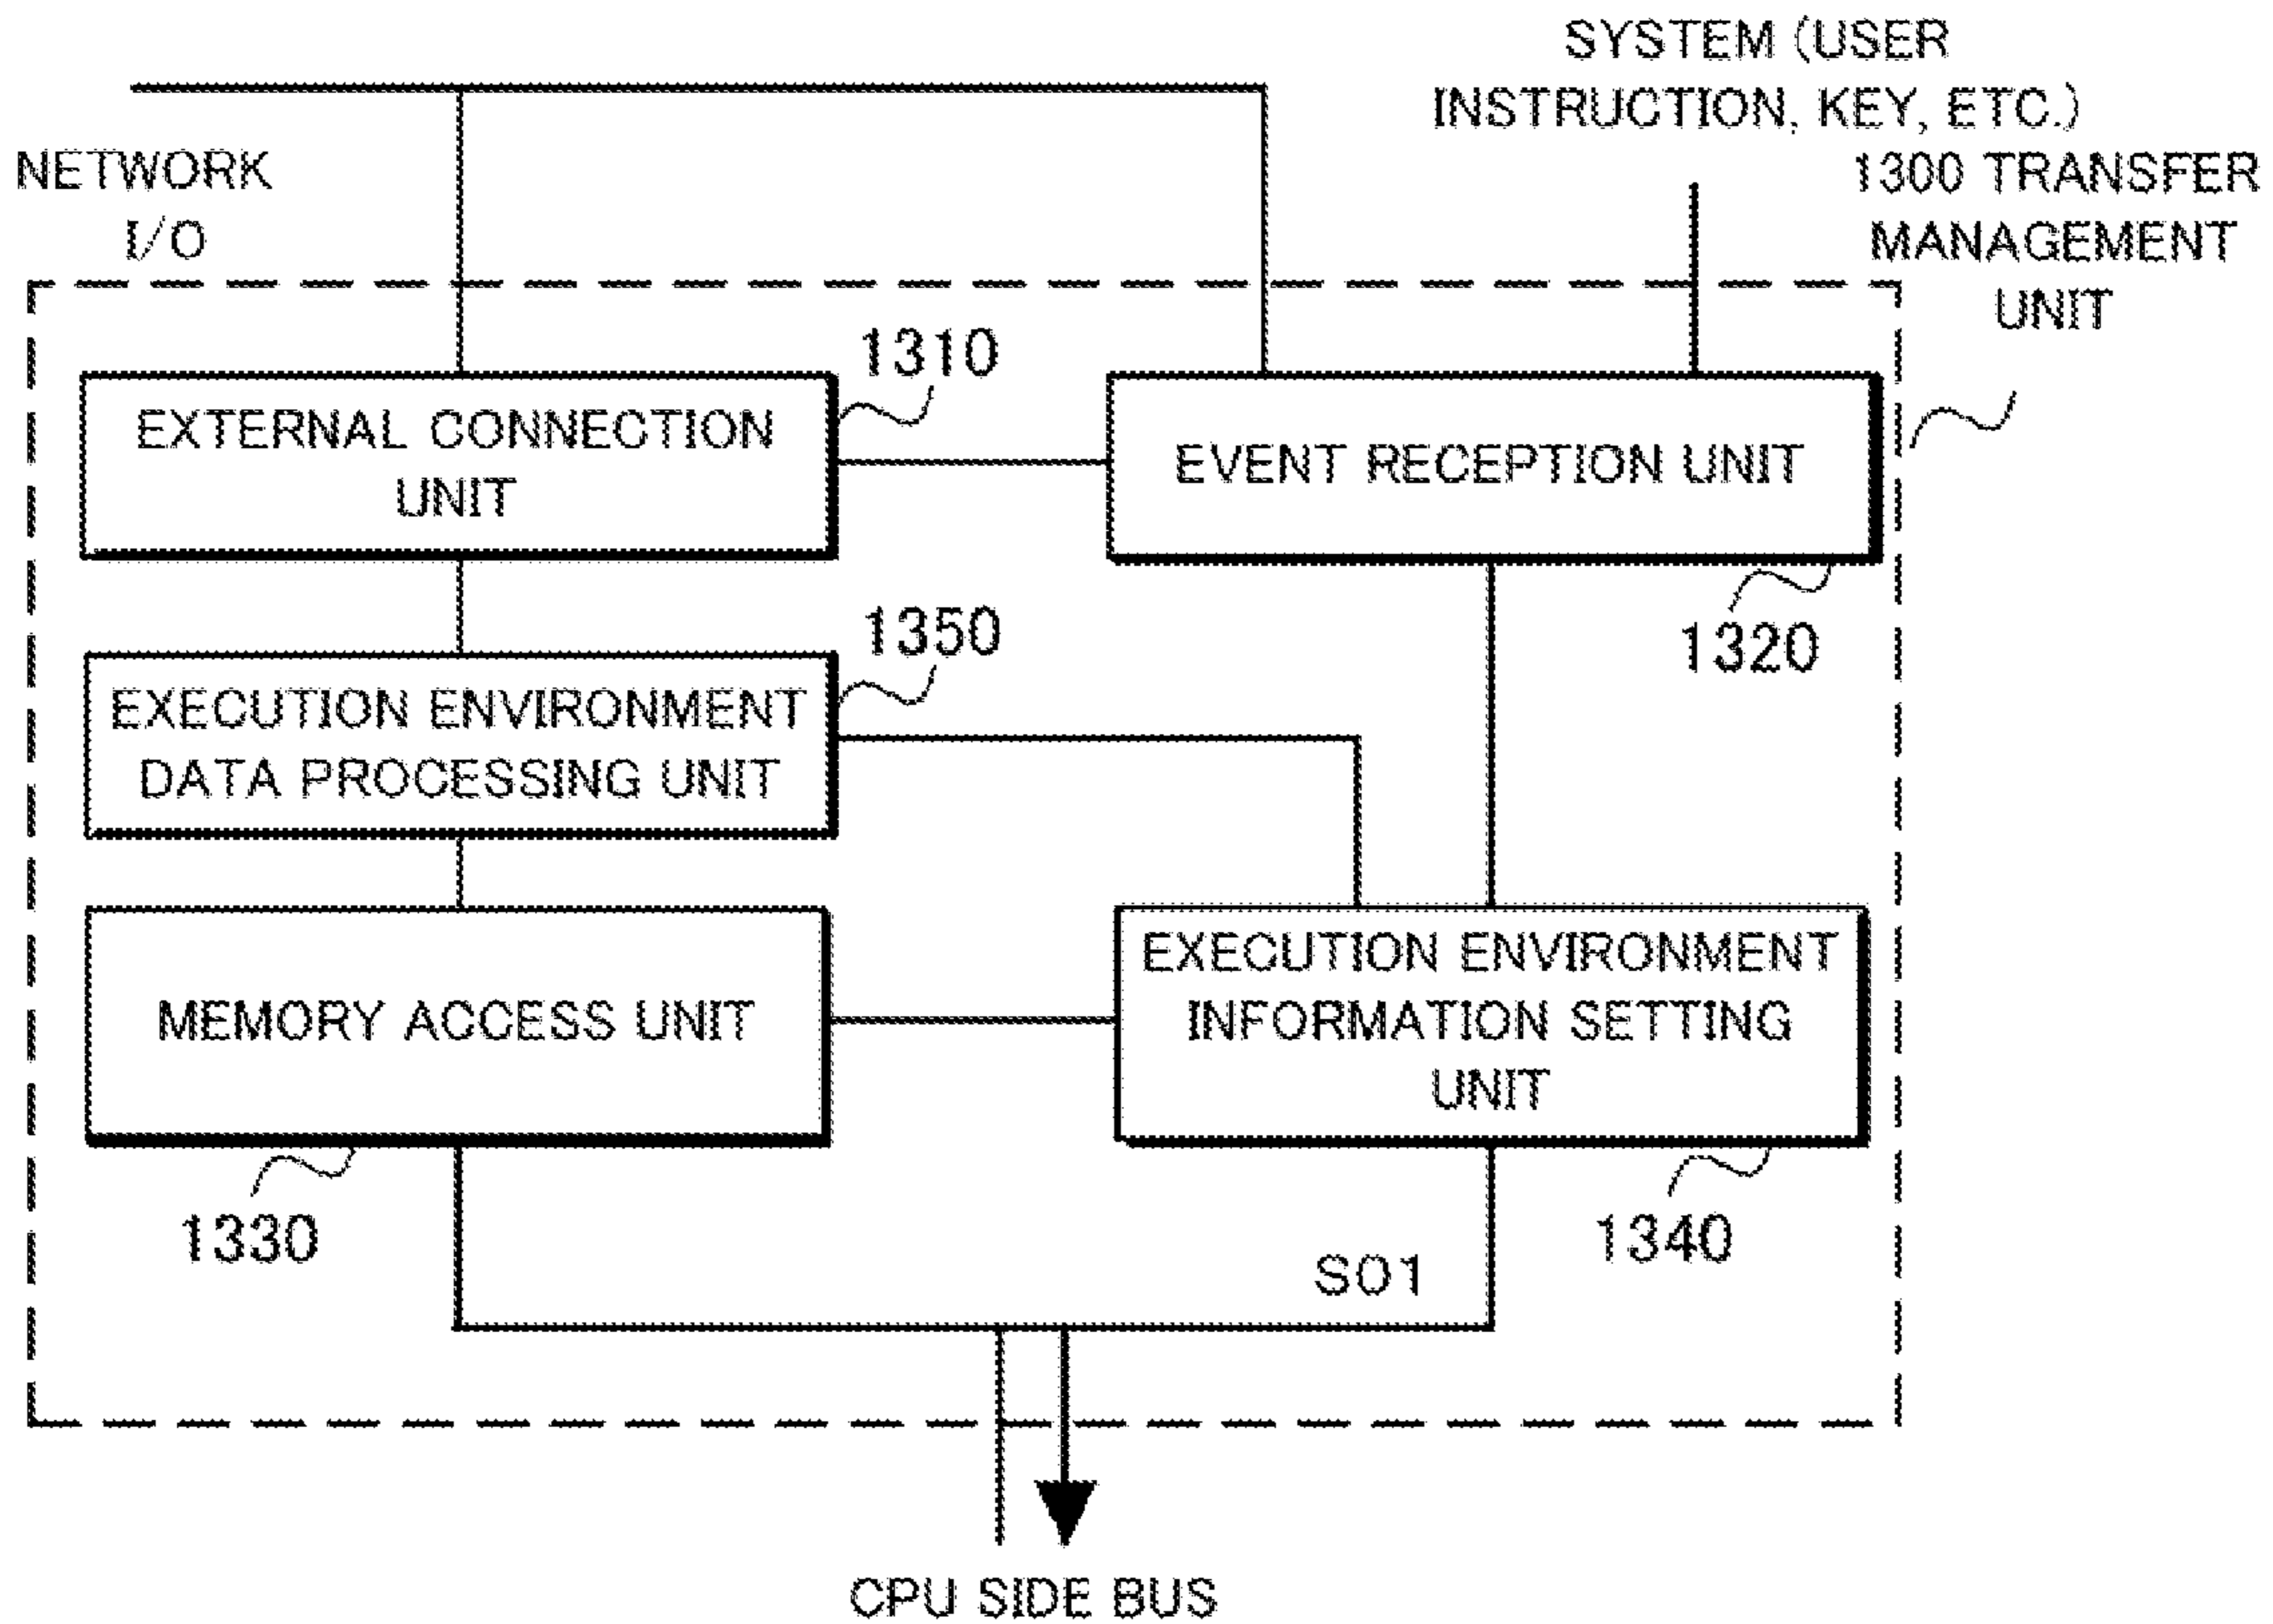 SYSTEM (USER
INSTRUCTION, KEY, ETC.)
NETWORK
I/O
1300 TRANSFER
MANAGEMENT
UNIT
1310
EXTERNAL CONNECTION
UNIT
EVENT RECEPTION UNIT
1320
1350
EXECUTION ENVIRONMENT
DATA PROCESSING UNIT
MEMORY ACCESS UNIT
EXECUTION ENVIRONMENT
INFORMATION SETTING
UNIT
1330
1340
SO1
CPU SIDE BUS